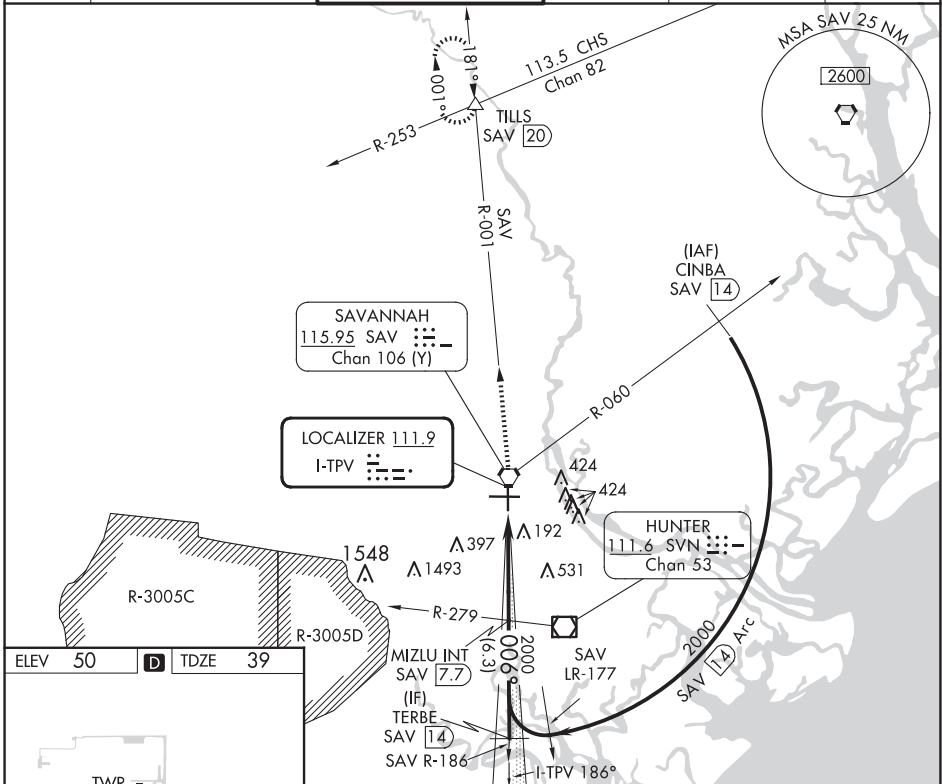 MSA SAV 25 NM
2600
113.5 CHS
Chan 82
181°
001°
TILLS
SAV 20
R-253
SAV
R-001
(IAF)
CINBA
SAV 14
SAVANNAH
115.95 SAV
Chan 106 (Y)
R-060
LOCALIZER 111.9
I-TPV
424
424
192
397
1493
531
1548
HUNTER
111.6 SVN
Chan 53
R-3005C
R-3005D
R-279
2000
006°
(6.3)
MIZLU INT
SAV 7.7
(IF)
TERBE
SAV 14
SAV R-186
SAV
LR-177
2000
SAV 14 Arc
I-TPV 186°
ELEV 50 D TDZE 39
TWR